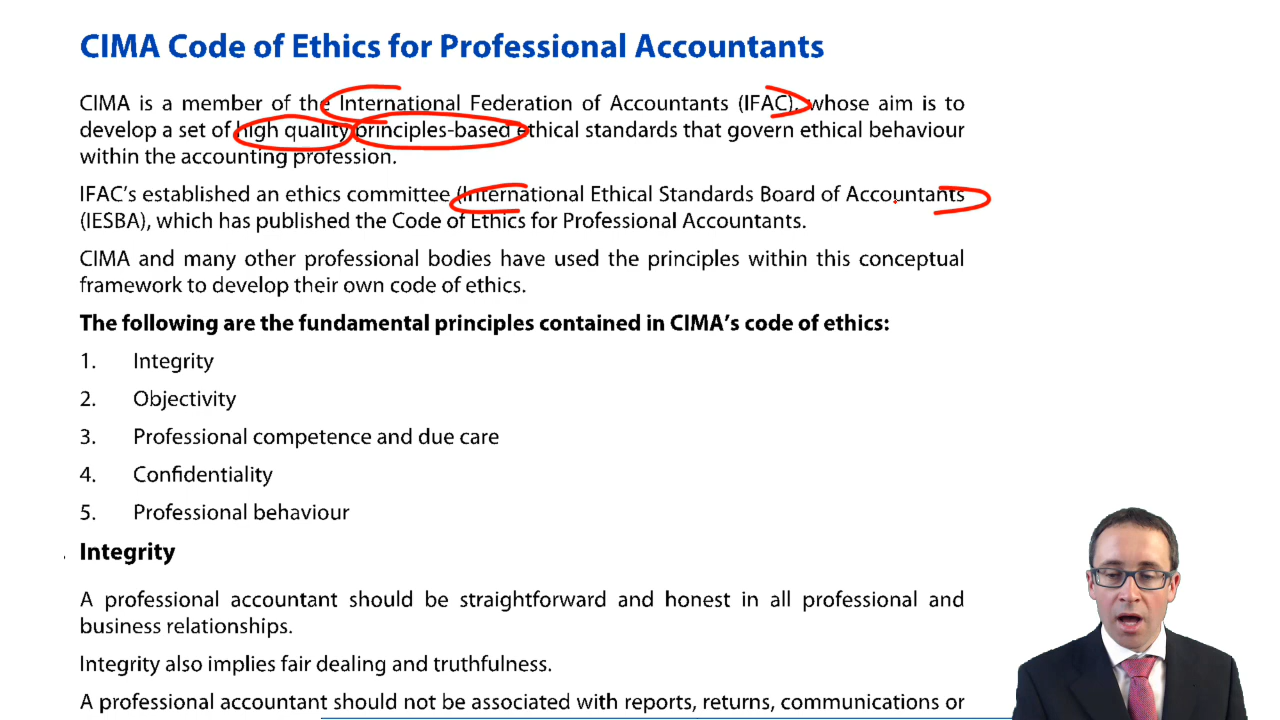 CIMA Code of Ethics for Professional Accountants
CIMA is a member of the International Federation of Accountants (IFAC), whose aim is to
develop a set of high quality principles-based ethical standards that govern ethical behaviour
within the accounting profession.
IFAC's established an ethics committee (International Ethical Standards Board of Accountants
(IESBA), which has published the Code of Ethics for Professional Accountants.
CIMA and many other professional bodies have used the principles within this conceptual
framework to develop their own code of ethics.
The following are the fundamental principles contained in CIMA's code of ethics:
1. Integrity
2. Objectivity
3. Professional competence and due care
4. Confidentiality
5. Professional behaviour
Integrity
A professional accountant should be straightforward and honest in all professional and
business relationships.
Integrity also implies fair dealing and truthfulness.
A professional accountant should not be associated with reports, returns, communications or